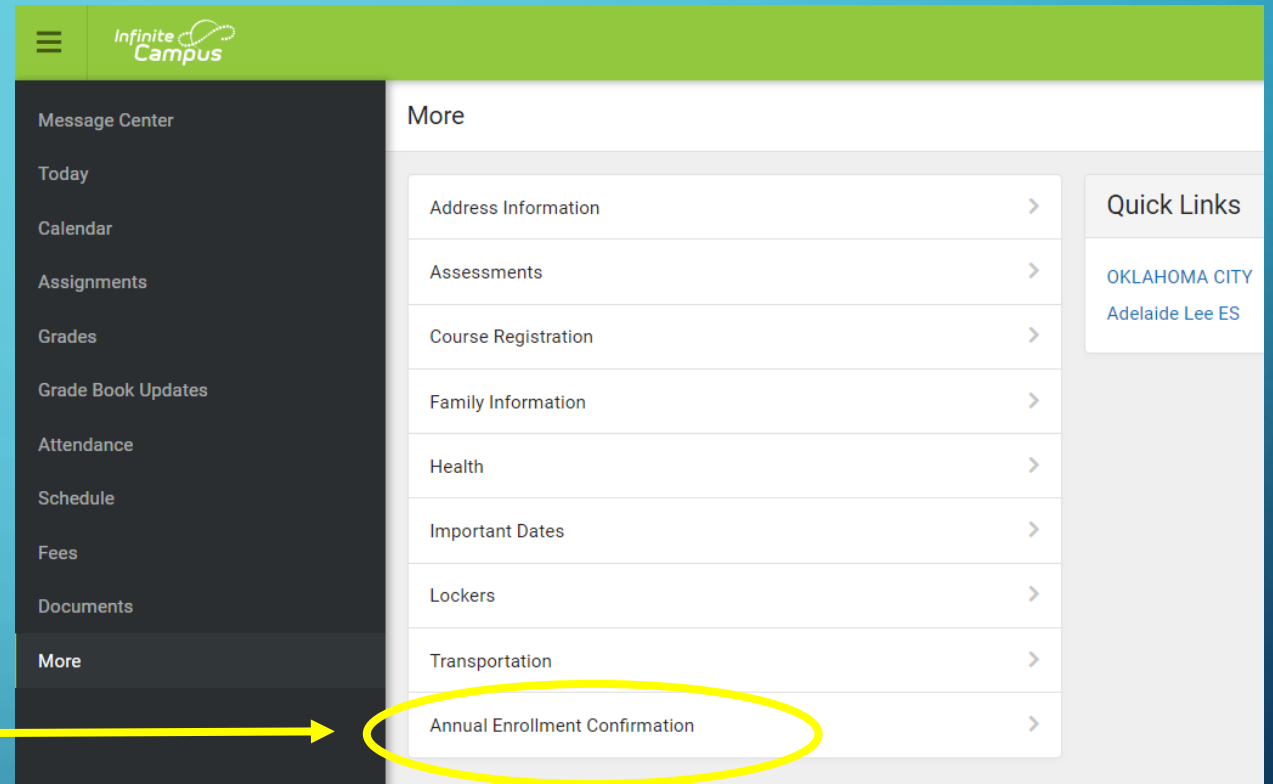 Infinite
Campus
Message Center
Today
Calendar
Assignments
Grades
Grade Book Updates
Attendance
Schedule
Fees
Documents
More
More
Address Information
Assessments
Course Registration
Family Information
Health
Important Dates
Lockers
Transportation
Annual Enrollment Confirmation
Quick Links
OKLAHOMA CITY
Adelaide Lee ES